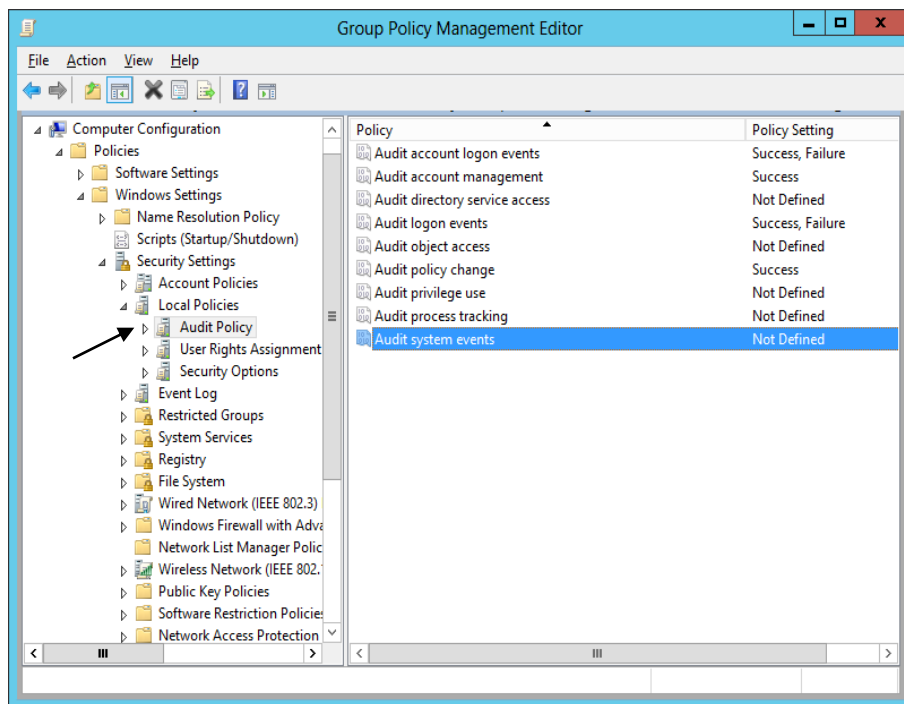 Group Policy Management Editor
File Action View Help
Computer Configuration
Policies
Software Settings
Windows Settings
Name Resolution Policy
Scripts (Startup/Shutdown)
Security Settings
Account Policies
Local Policies
Audit Policy
User Rights Assignment
Security Options
Event Log
Restricted Groups
System Services
Registry
File System
Wired Network (IEEE 802.3)
Windows Firewall with Adva
Network List Manager Polic
Wireless Network (IEEE 802.1
Public Key Policies
Software Restriction Policies
Network Access Protection
Policy Policy Setting
Audit account logon events Success, Failure
Audit account management Success
Audit directory service access Not Defined
Audit logon events Success, Failure
Audit object access Not Defined
Audit policy change Success
Audit privilege use Not Defined
Audit process tracking Not Defined
Audit system events Not Defined